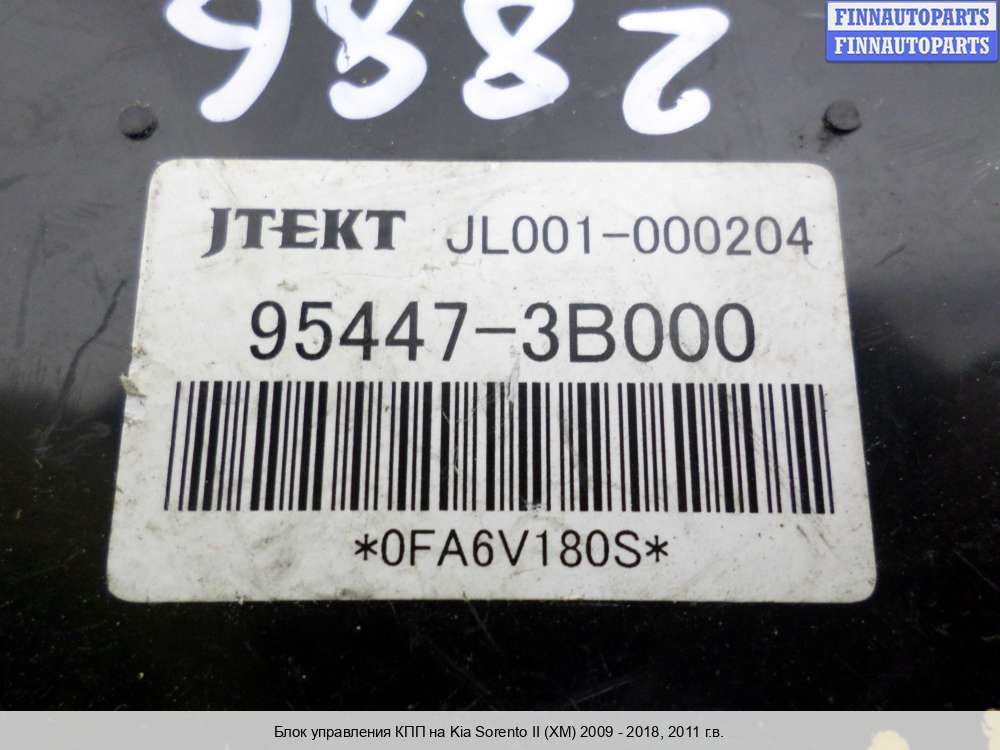 FINNAUTOPARTS
FINNAUTOPARTS
JTEKT JL001-000204
95447-3B000
*0FA6V180S*
Блок управления КПП на Kia Sorento II (XM) 2009 - 2018, 2011 г.в.